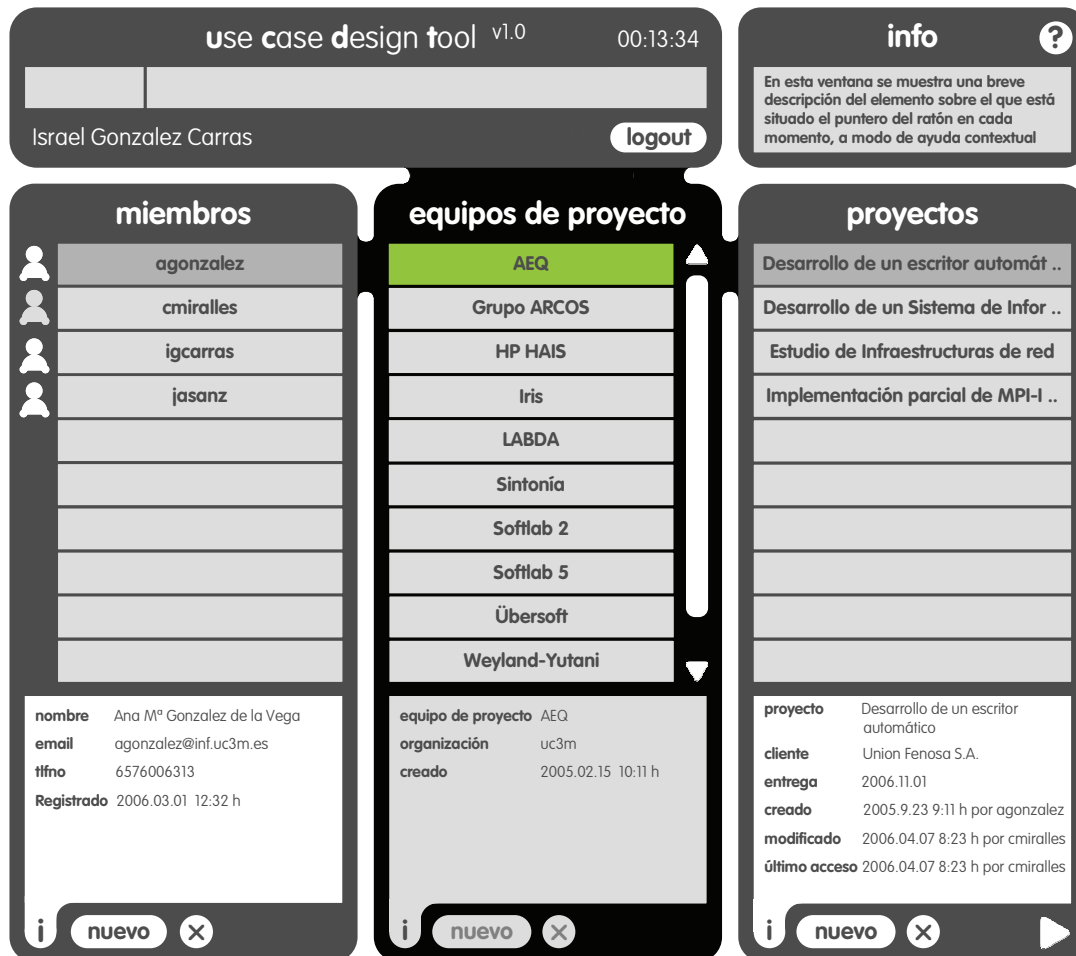 use case design tool v1.0 00:13:34
Israel Gonzalez Carras
logout
info ?
En esta ventana se muestra una breve
descripción del elemento sobre el que está
situado el puntero del ratón en cada
momento, a modo de ayuda contextual
miembros
agonzalez
cmiralles
igcarras
jasanz
nombre Ana Mª Gonzalez de la Vega
email agonzalez@inf.uc3m.es
tlfno 6576006313
Registrado 2006.03.01 12:32 h
i nuevo
equipos de proyecto
AEQ
Grupo ARCOS
HP HAIS
Iris
LABDA
Sintonía
Softlab 2
Softlab 5
Übersoft
Weyland-Yutani
equipo de proyecto AEQ
organización uc3m
creado 2005.02.15 10:11 h
i nuevo
proyectos
Desarrollo de un escritor automát ..
Desarrollo de un Sistema de Infor ..
Estudio de Infraestructuras de red
Implementación parcial de MPI-I ..
proyecto Desarrollo de un escritor
automático
cliente Union Fenosa S.A.
entrega 2006.11.01
creado 2005.9.23 9:11 h por agonzalez
modificado 2006.04.07 8:23 h por cmiralles
último acceso 2006.04.07 8:23 h por cmiralles
i nuevo